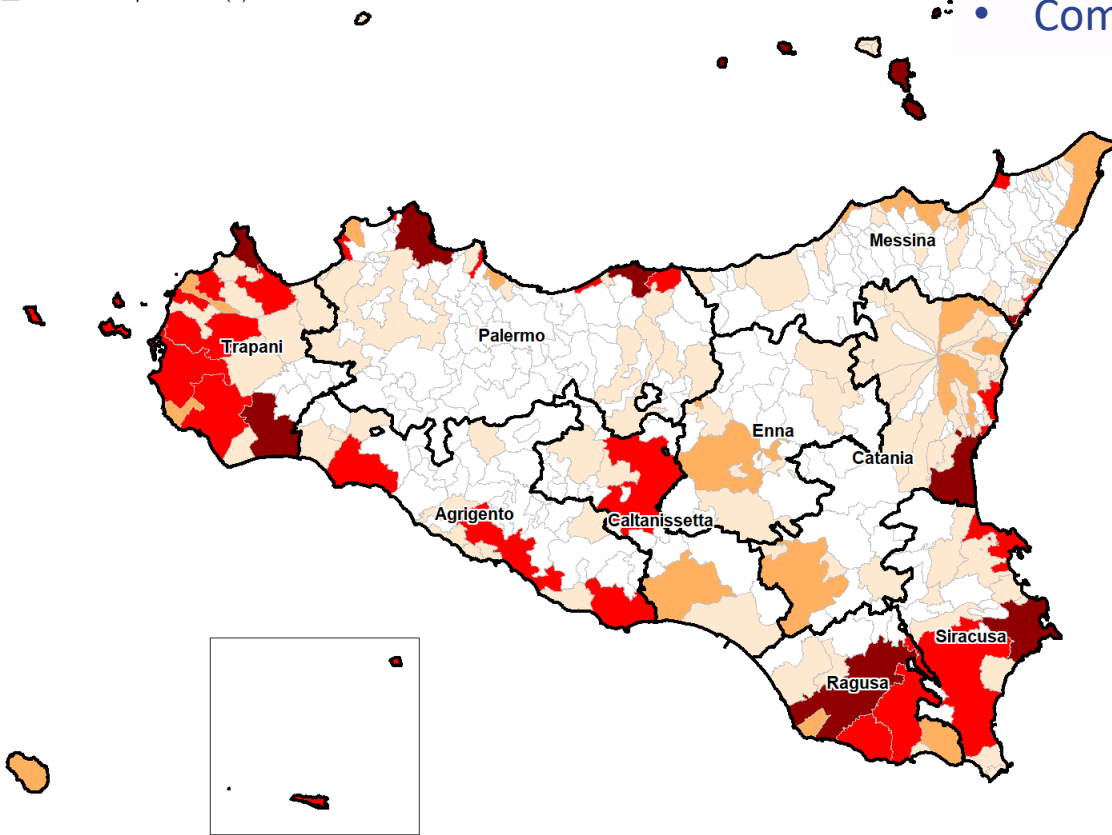 • Com
Messina
Palermo
Trapani
Enna
Catania
Agrigento
Caltanissetta
Siracusa
Ragusa